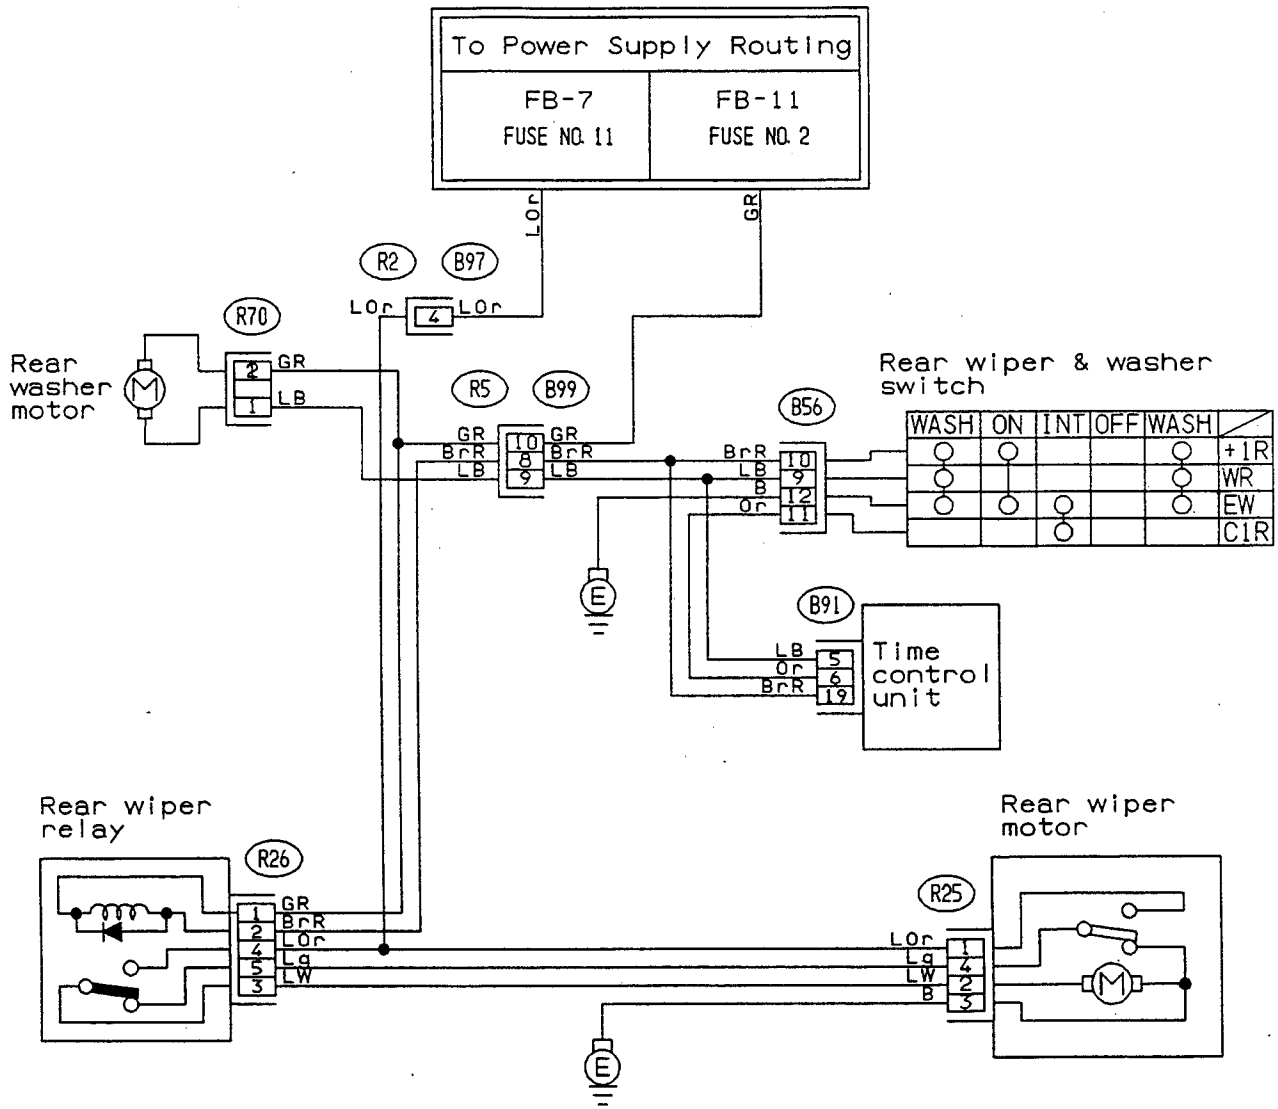 To Power Supply Routing
FB-7
FUSE NO. 11
FB-11
FUSE NO. 2
LOr
GR
R2
B97
LOr
4
LOr
R70
Rear
washer
motor
M
2
GR
1
LB
R5
B99
GR
10
GR
BrR
8
BrR
LB
9
LB
B56
BrR
10
LB
9
B
12
Or
11
Rear wiper & washer
switch
WASH ON INT OFF WASH
+1R
WR
EW
C1R
E
B91
LB
5
Or
6
BrR
19
Time
control
unit
Rear wiper
relay
R26
1
GR
2
BrR
4
LOr
5
Lg
3
LW
Rear wiper
motor
R25
LOr
1
Lg
4
LW
2
B
3
M
E